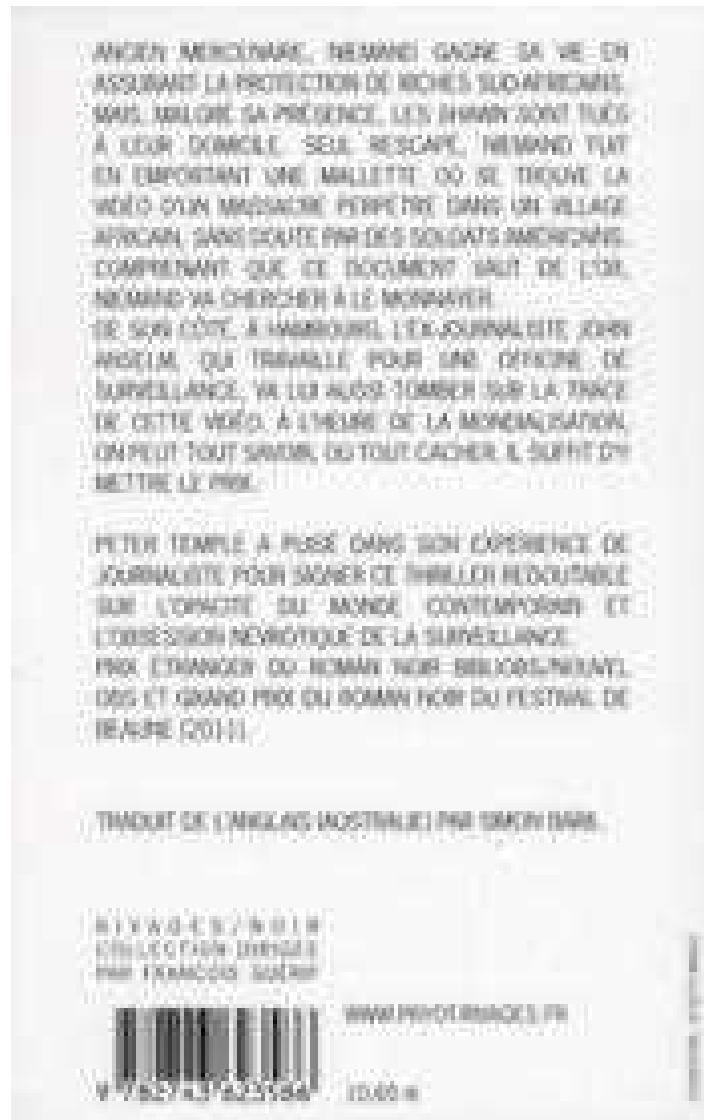 ANCIEN MERCENAIRE, NIEMAND GAGNE SA VIE EN
ASSURANT LA PROTECTION DE RICHES SUD-AFRICAINS.
MAIS, MALGRÉ SA PRÉSENCE, LES SHAWN SONT TUÉS
À LEUR DOMICILE. SEUL RESCAPÉ, NIEMAND FUIT
EN EMPORTANT UNE MALLETTE OÙ SE TROUVE LA
VIDÉO D'UN MASSACRE PERPÉTRÉ DANS UN VILLAGE
AFRICAIN, SANS DOUTE PAR DES SOLDATS AMÉRICAINS.
COMPRENANT QUE CE DOCUMENT VAUT DE L'OR,
NIEMAND VA CHERCHER À LE MONNAYER.
DE SON CÔTÉ, À HAMBOURG, L'EX-JOURNALISTE JOHN
ANSELM, QUI TRAVAILLE POUR UNE OFFICINE DE
SURVEILLANCE, VA LUI AUSSI TOMBER SUR LA TRACE
DE CETTE VIDÉO. À L'HEURE DE LA MONDIALISATION,
ON PEUT TOUT SAVOIR, OU TOUT CACHER. IL SUFFIT D'Y
METTRE LE PRIX.
PETER TEMPLE A PUISÉ DANS SON EXPÉRIENCE DE
JOURNALISTE POUR SIGNER CE THRILLER REDOUTABLE
SUR L'OPACITÉ DU MONDE CONTEMPORAIN ET
L'OBSESSION NÉVROTIQUE DE LA SURVEILLANCE.
PRIX ÉTRANGER DU ROMAN NOIR BIBLIOBS/NOUVEL
OBS ET GRAND PRIX DU ROMAN NOIR DU FESTIVAL DE
BEAUNE (2011).
TRADUIT DE L'ANGLAIS (AUSTRALIE) PAR SIMON BARIL
RIVAGES/NOIR
COLLECTION DIRIGÉE
PAR FRANÇOIS GUÉRIF
WWW.PAYOT-RIVAGES.FR
9 782743 623586
10,65 €